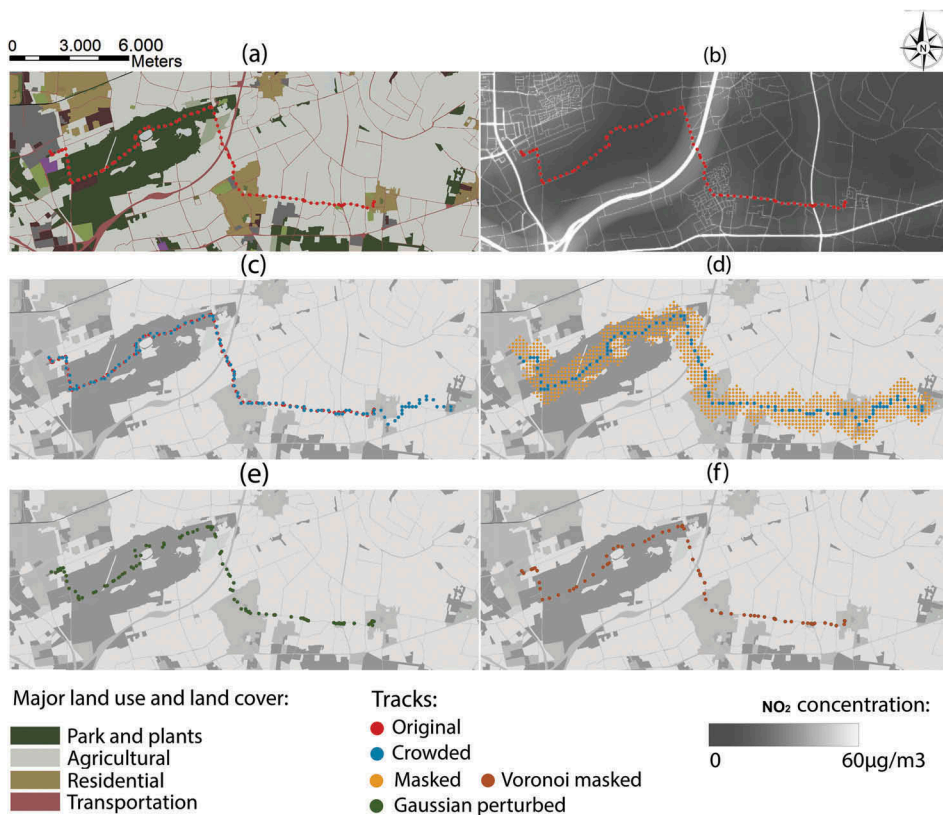 0 3.000 6.000
Meters
(a)
(b)
N
(c)
(d)
(e)
(f)
Major land use and land cover:
Park and plants
Agricultural
Residential
Transportation
Tracks:
Original
Crowded
Masked Voronoi masked
Gaussian perturbed
NO₂ concentration:
0 60µg/m3